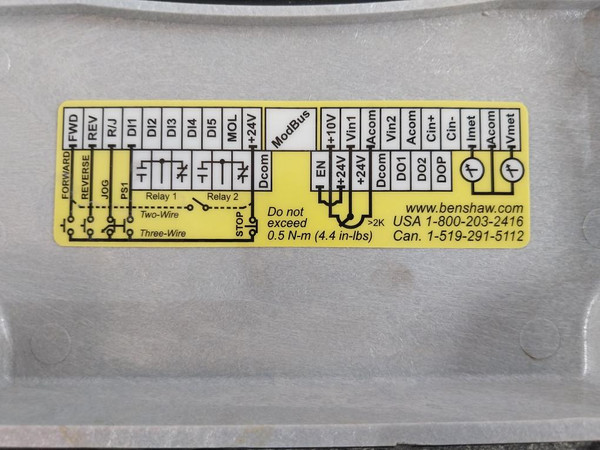 FWD REV R/J DI1 DI2 DI3 DI4 DI5 MOL +24V ModBus +10V Vin1 Acom Vin2 Acom Cin+ Cin- Imet Acom Vmet
Dcom EN +24V +24V Dcom DO1 DO2 DOP
FORWARD REVERSE JOG PS1 Relay 1 Relay 2 STOP
Two-Wire
Three-Wire
Do not
exceed
0.5 N-m (4.4 in-lbs)
>2K
www.benshaw.com
USA 1-800-203-2416
Can. 1-519-291-5112